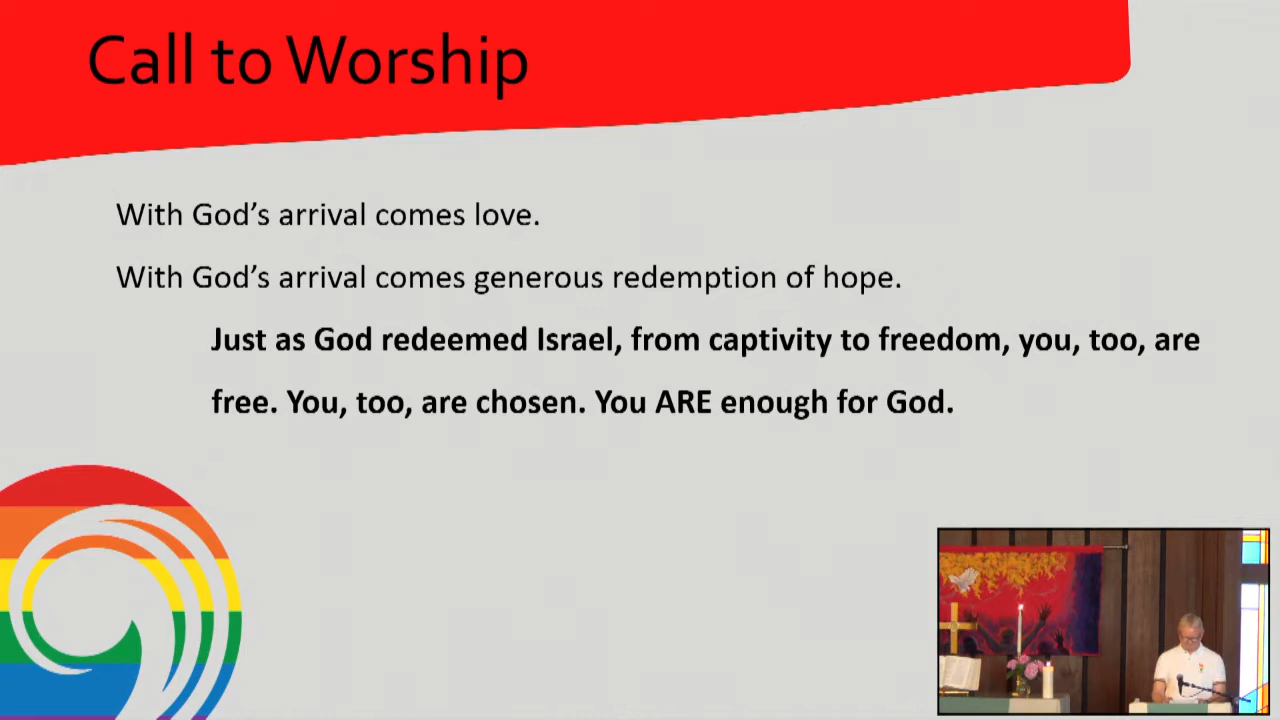 Call to Worship
With God’s arrival comes love.
With God’s arrival comes generous redemption of hope.
Just as God redeemed Israel, from captivity to freedom, you, too, are
free. You, too, are chosen. You ARE enough for God.